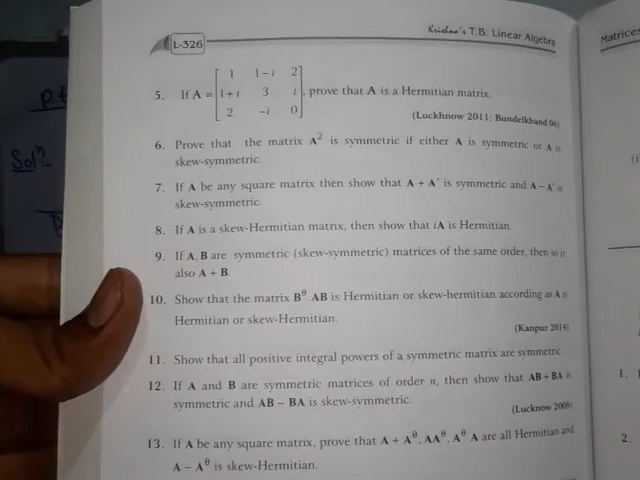 Krishna's T.B. Linear Algebra
L-326
Matrices
5. If A = [1 1 – i 2; 1 + i 3 i; 2 –i 0], prove that A is a Hermitian matrix.
(Luckhnow 2011; Bundelkhand 06)
6. Prove that the matrix A² is symmetric if either A is symmetric or A is
skew-symmetric.
7. If A be any square matrix then show that A + A′ is symmetric and A – A′ is
skew-symmetric.
8. If A is a skew-Hermitian matrix, then show that iA is Hermitian.
9. If A, B are symmetric (skew-symmetric) matrices of the same order, then so is
also A + B.
10. Show that the matrix B^θ AB is Hermitian or skew-hermitian according as A is
Hermitian or skew-Hermitian.
(Kanpur 2014)
11. Show that all positive integral powers of a symmetric matrix are symmetric
12. If A and B are symmetric matrices of order n, then show that AB + BA is
symmetric and AB – BA is skew-symmetric.
(Lucknow 2008)
13. If A be any square matrix, prove that A + A^θ, AA^θ, A^θ A are all Hermitian and
A – A^θ is skew-Hermitian.
(i
1.
2.
Solⁿ